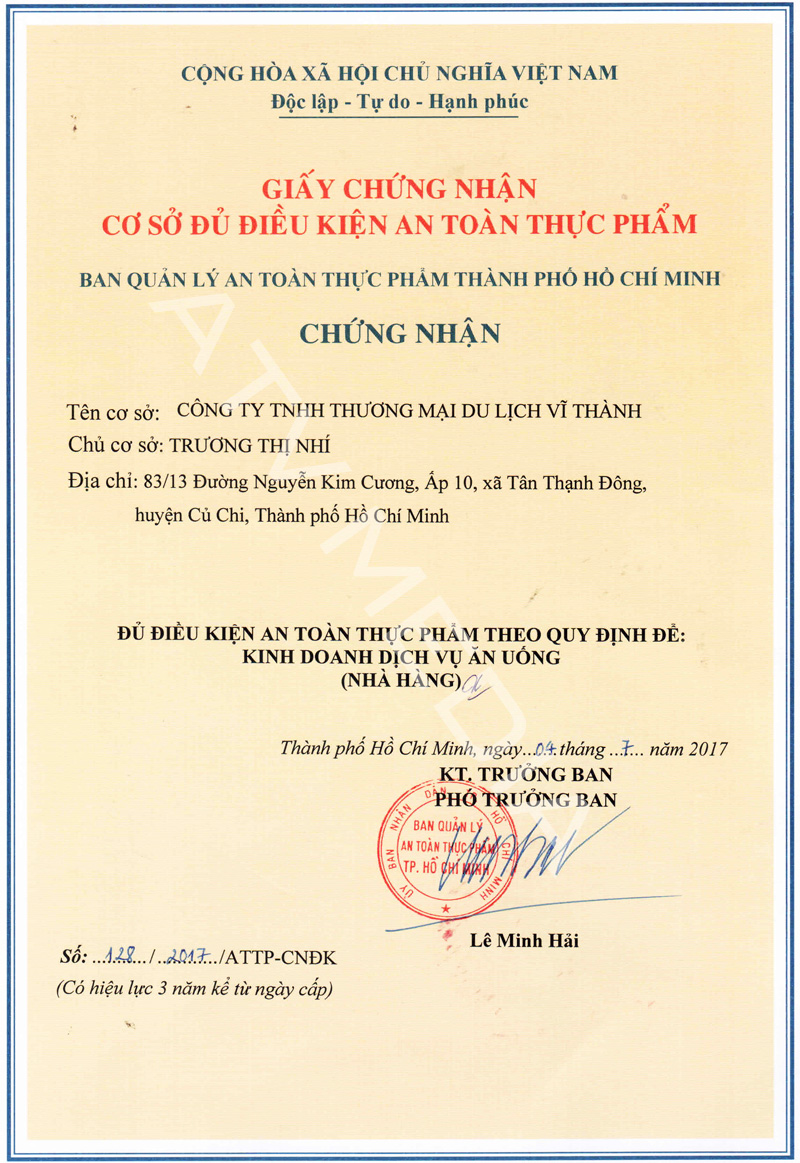 CỘNG HÒA XÃ HỘI CHỦ NGHĨA VIỆT NAM
Độc lập - Tự do - Hạnh phúc
GIẤY CHỨNG NHẬN
CƠ SỞ ĐỦ ĐIỀU KIỆN AN TOÀN THỰC PHẨM
BAN QUẢN LÝ AN TOÀN THỰC PHẨM THÀNH PHỐ HỒ CHÍ MINH
CHỨNG NHẬN
Tên cơ sở: CÔNG TY TNHH THƯƠNG MẠI DU LỊCH VĨ THÀNH
Chủ cơ sở: TRƯƠNG THỊ NHÍ
Địa chỉ: 83/13 Đường Nguyễn Kim Cương, Ấp 10, xã Tân Thạnh Đông,
huyện Củ Chi, Thành phố Hồ Chí Minh
ĐỦ ĐIỀU KIỆN AN TOÀN THỰC PHẨM THEO QUY ĐỊNH ĐỂ:
KINH DOANH DỊCH VỤ ĂN UỐNG
(NHÀ HÀNG)
Thành phố Hồ Chí Minh, ngày...04.tháng ..7... năm 2017
KT. TRƯỞNG BAN
PHÓ TRƯỞNG BAN
ỦY BAN NHÂN DÂN TP HỒ CHÍ MINH
BAN QUẢN LÝ
AN TOÀN THỰC PHẨM
TP. HỒ CHÍ MINH
Lê Minh Hải
Số: ..128.../..2017../ATTP-CNĐK
(Có hiệu lực 3 năm kể từ ngày cấp)
ATV MEDIA